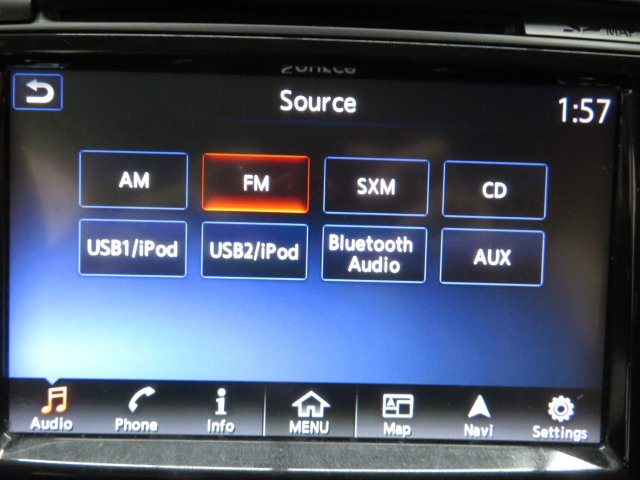 MAP
Source
1:57
AM
FM
SXM
CD
USB1/iPod
USB2/iPod
Bluetooth
Audio
AUX
Audio
Phone
Info
MENU
Map
Navi
Settings